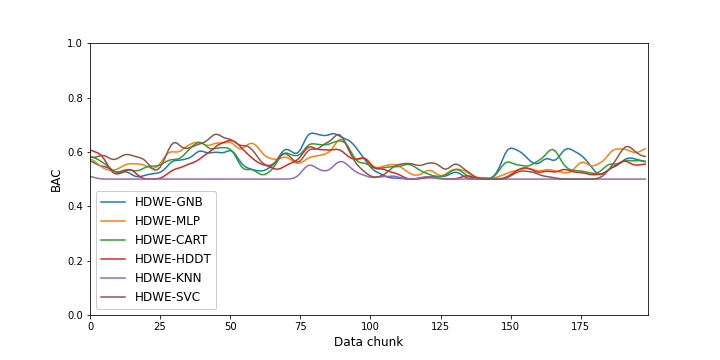 1.0
0.8
0.6
0.4
0.2
0.0
BAC
HDWE-GNB
HDWE-MLP
HDWE-CART
HDWE-HDDT
HDWE-KNN
HDWE-SVC
0 25 50 75 100 125 150 175
Data chunk